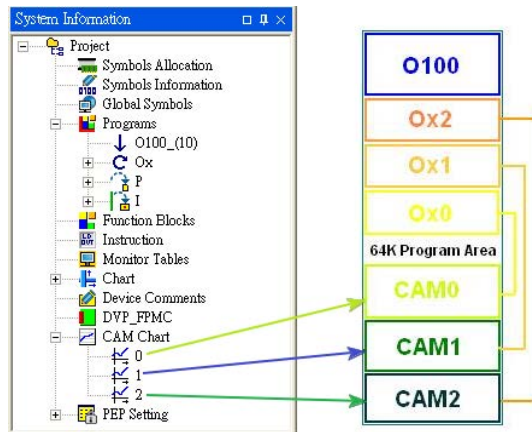 System Information
Project
Symbols Allocation
Symbols Information
Global Symbols
Programs
O100_(10)
Ox
P
I
Function Blocks
Instruction
Monitor Tables
Chart
Device Comments
DVP_FPMC
CAM Chart
0
1
2
PEP Setting
O100
Ox2
Ox1
Ox0
64K Program Area
CAM0
CAM1
CAM2